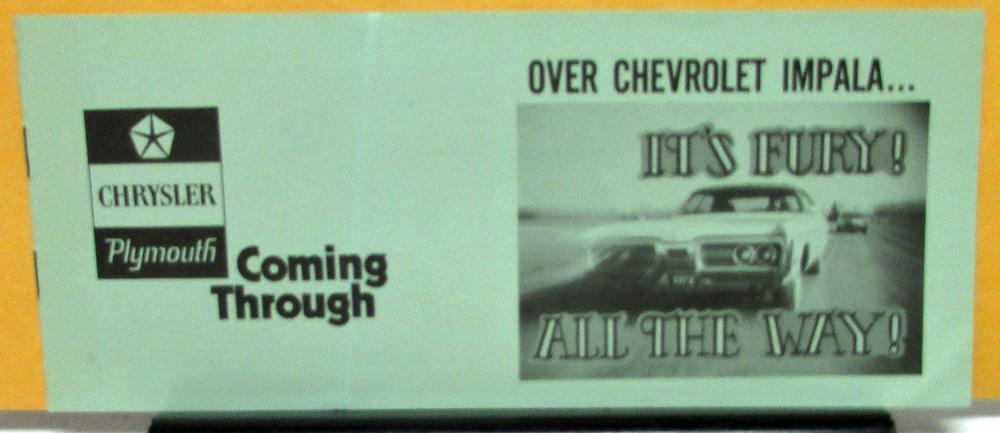 CHRYSLER
Plymouth
Coming
Through
OVER CHEVROLET IMPALA...
IT'S FURY!
ALL THE WAY!